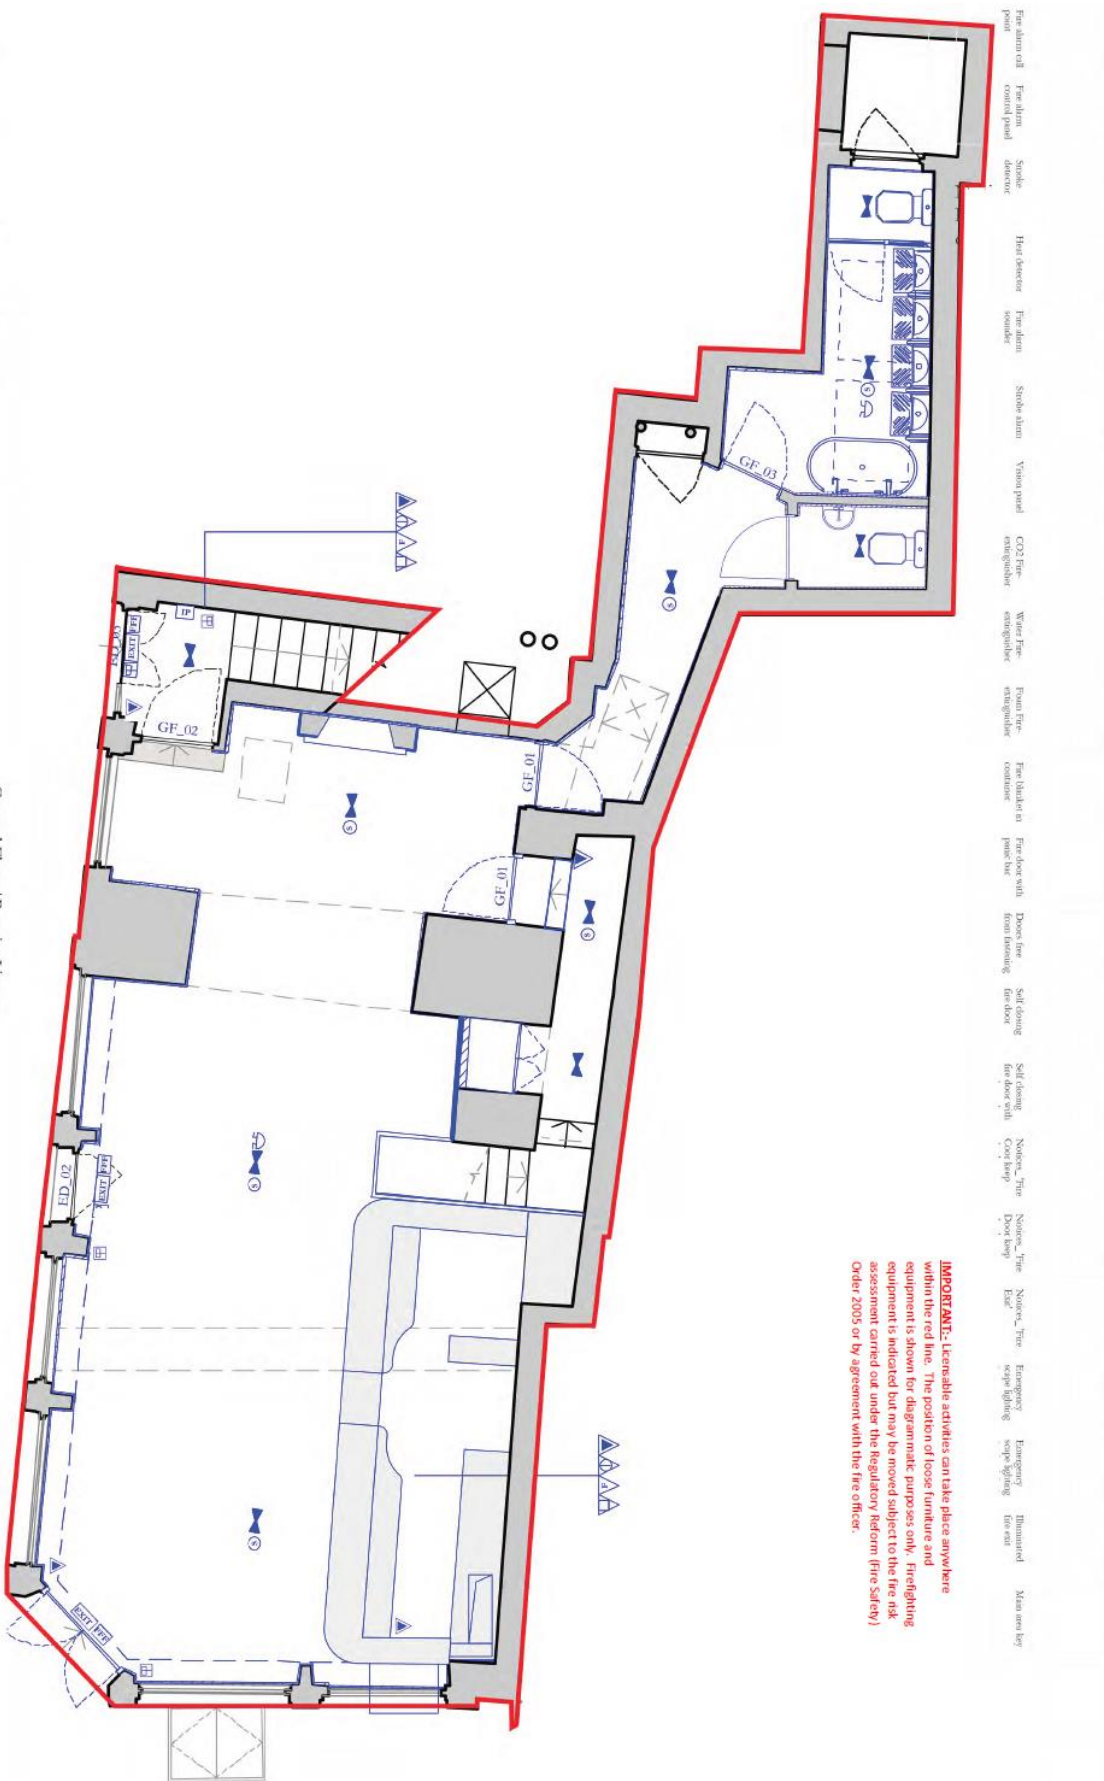 Fire alarm call
point
Fire alarm
control panel
Smoke
detector
Heat detector
Fire alarm
sounder
Strobe alarm
Vision panel
CO2 Fire-
extinguisher
Water Fire-
extinguisher
Foam Fire-
extinguisher
Fire blanket in
container
Fire door with
panic bar
Doors free
from fastening
Self closing
fire door
Self closing
fire door with
Notices_ 'Fire
Door keep
Notices_ 'Fire
Door keep
Notices_ 'Fire
Exit'
Emergency
scape lighting
Emergency
scape lighting
Illuminated
fire exit
Main area key
IMPORTANT:- Licensable activities can take place anywhere
within the red line. The position of loose furniture and
equipment is shown for diagrammatic purposes only. Firefighting
equipment is indicated but may be moved subject to the fire risk
assessment carried out under the Regulatory Reform (Fire Safety)
Order 2005 or by agreement with the fire officer.
GF_03
F
IP
EXIT FFF
GF_02
GF_01
GF_01
S
S
S
S
S
S
ED_02
EXIT FFF
F
EXIT FFF